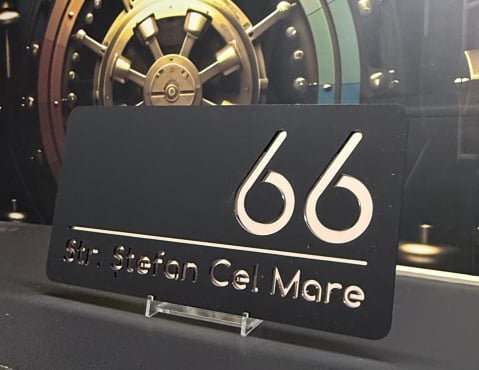 66
Str. Ștefan Cel Mare